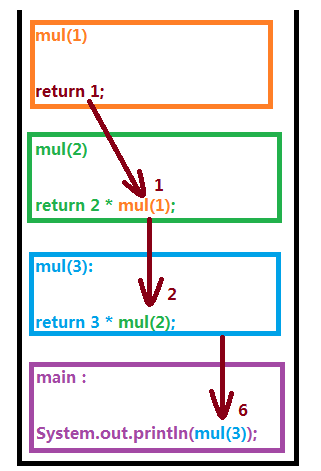 mul(1)
return 1;
1
mul(2)
return 2 * mul(1);
2
mul(3):
return 3 * mul(2);
6
main :
System.out.println(mul(3));